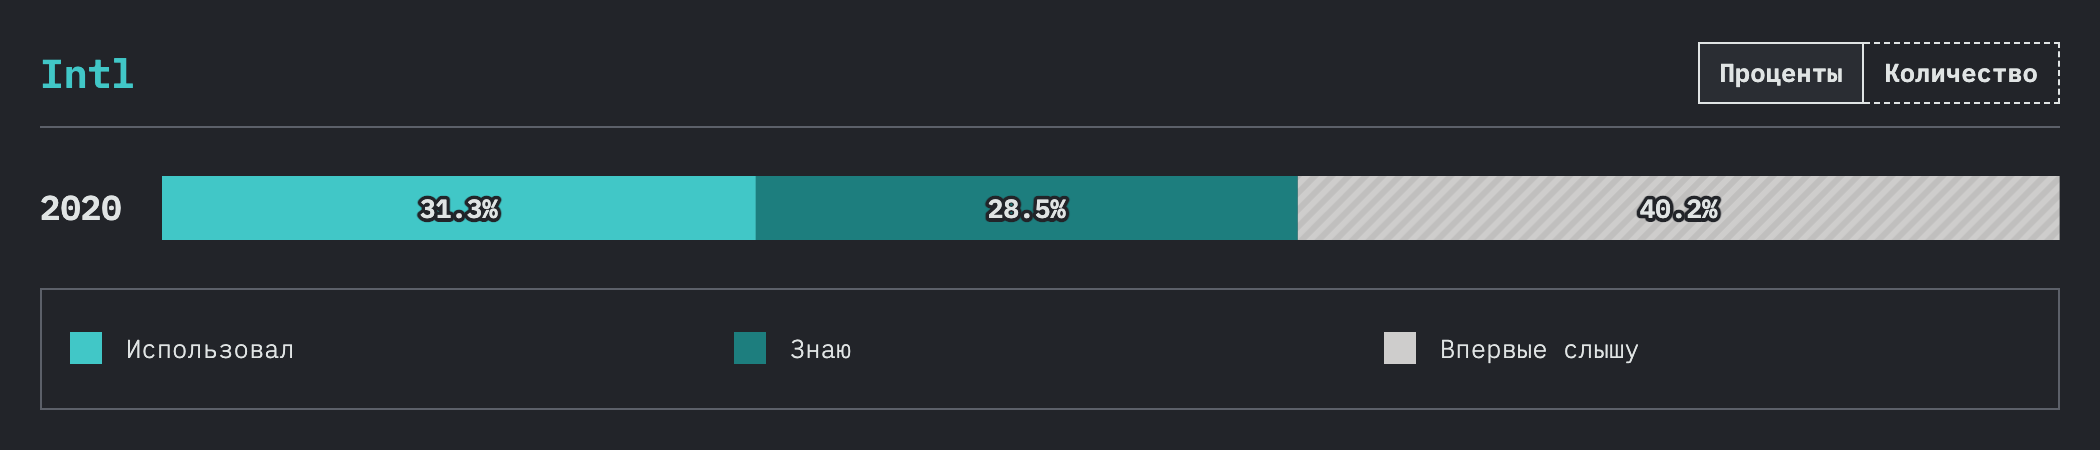 Intl
Проценты Количество
2020 31.3% 28.5% 40.2%
Использовал Знаю Впервые слышу